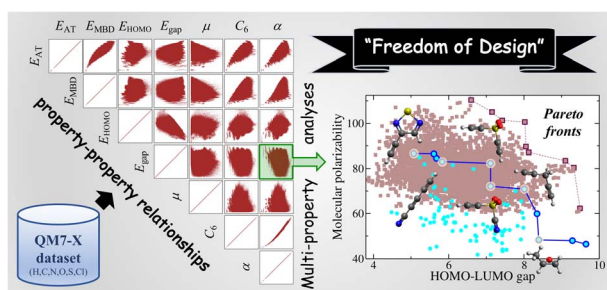 E_AT E_MBD E_HOMO E_gap μ C_6 α
E_AT
E_MBD
E_HOMO
E_gap
μ
C_6
α
property-property relationships
QM7-X
dataset
(H,C,N,O,S,Cl)
Multi-property analyses
"Freedom of Design"
Pareto
fronts
Molecular polarizability
100
80
60
40
4 6 8 10
HOMO-LUMO gap